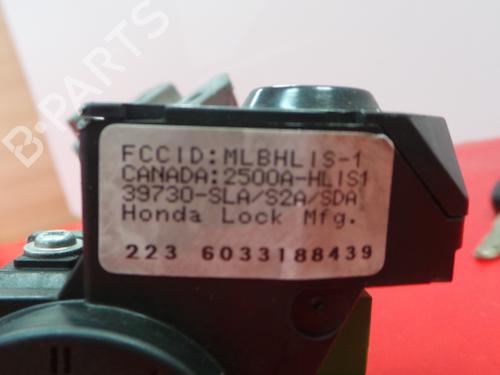 FCCID:MLBHLIS-1
CANADA:2500A-HLIS1
39730-SLA/S2A/SDA
Honda Lock Mfg.
223 6033188439
B-PARTS